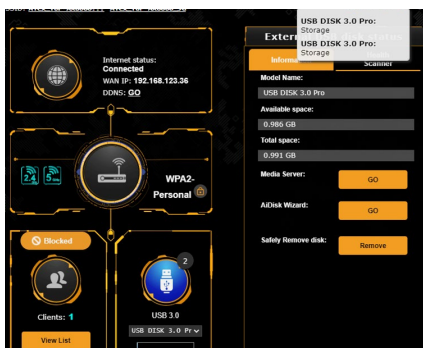 Internet status:
Connected
WAN IP: 192.168.123.36
DDNS: GO
2.4
5
WPA2-
Personal
Blocked
Clients: 1
View List
2
USB 3.0
USB DISK 3.0 Pr
USB DISK 3.0 Pro:
Storage
USB DISK 3.0 Pro:
Storage
Scanner
Model Name:
USB DISK 3.0 Pro
Available space:
0.986 GB
Total space:
0.991 GB
Media Server:
GO
AiDisk Wizard:
GO
Safely Remove disk:
Remove